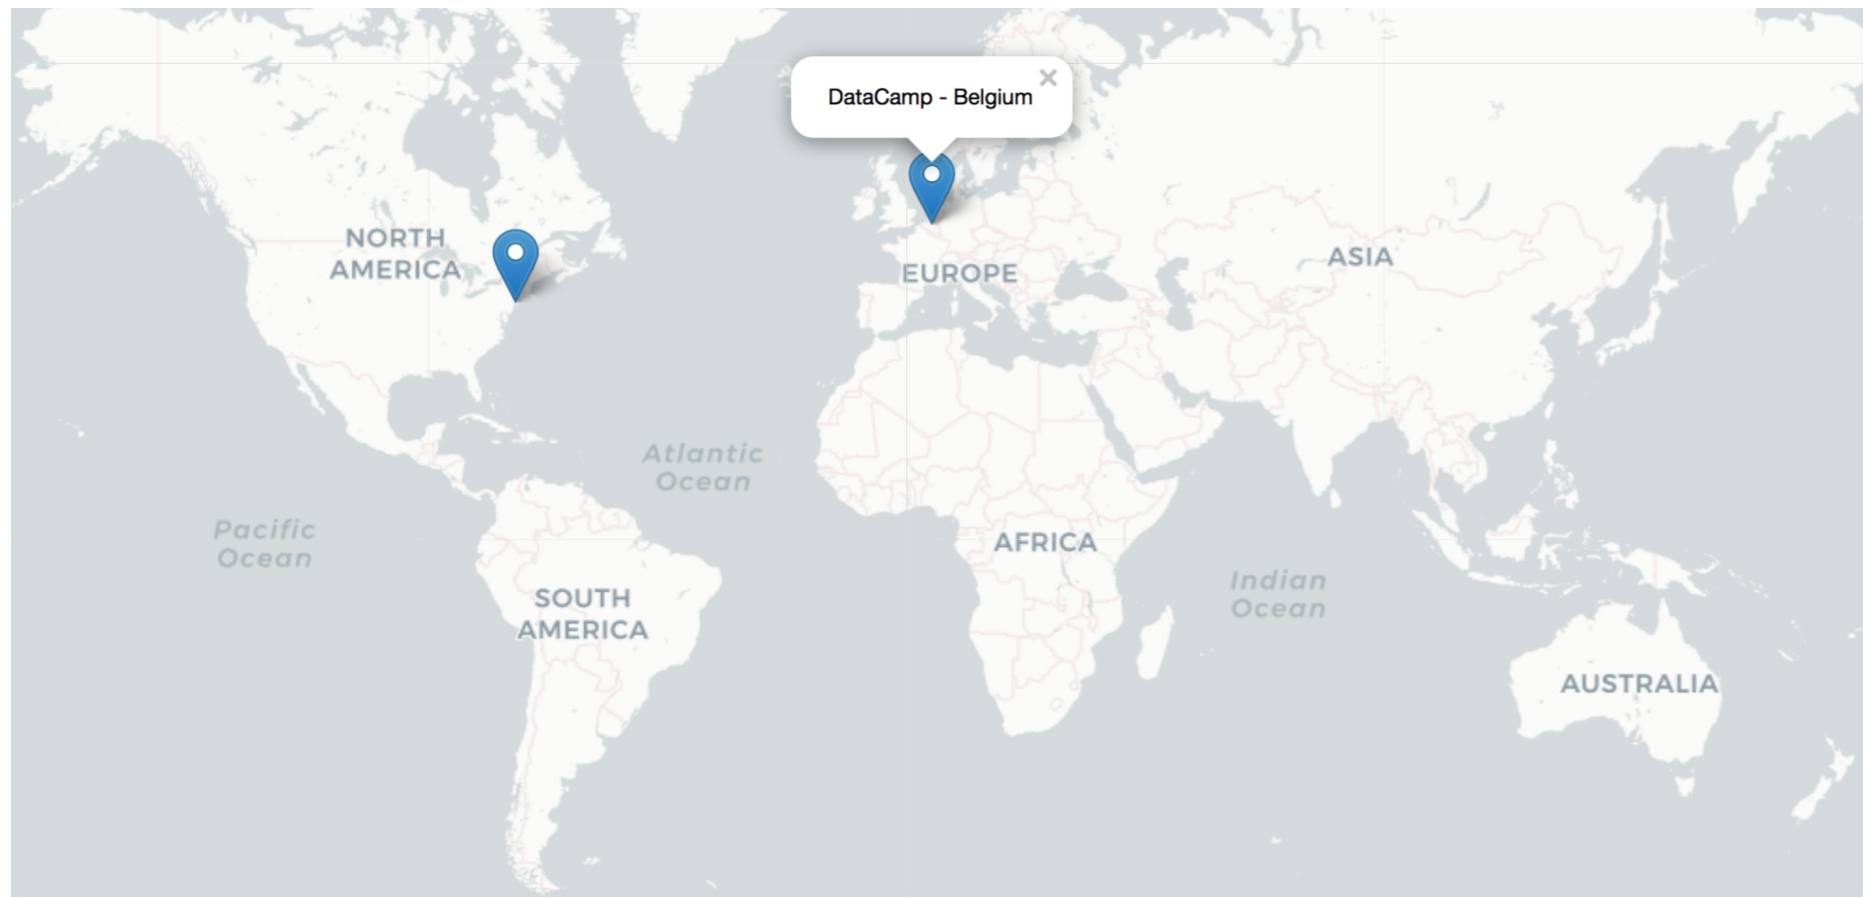 DataCamp - Belgium
×
NORTH
AMERICA
EUROPE
ASIA
Atlantic
Ocean
Pacific
Ocean
AFRICA
SOUTH
AMERICA
Indian
Ocean
AUSTRALIA